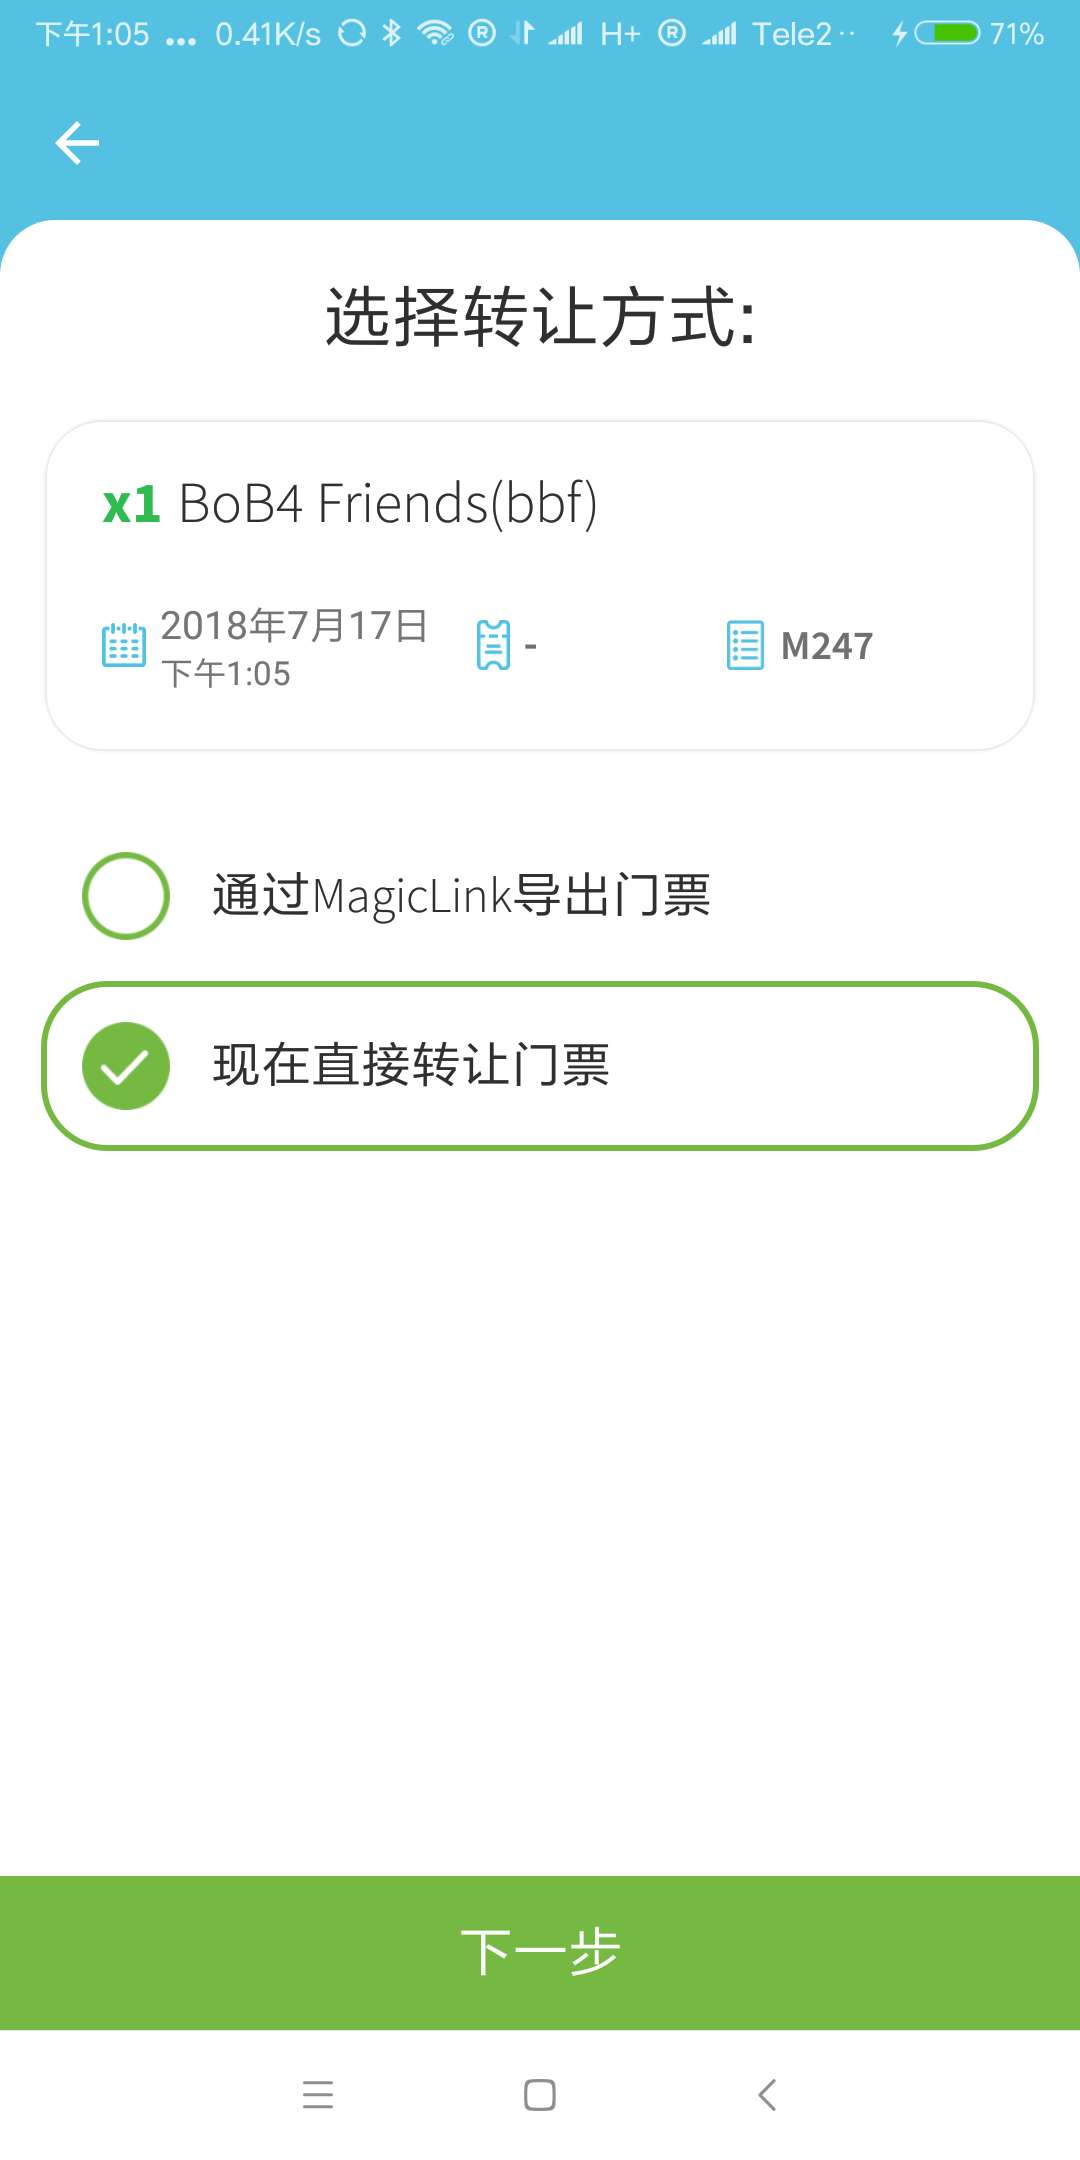 下午1:05 ... 0.41K/s R H+ R Tele2 ·· 71%
选择转让方式:
x1 BoB4 Friends(bbf)
2018年7月17日
下午1:05
-
M247
通过MagicLink导出门票
现在直接转让门票
下一步